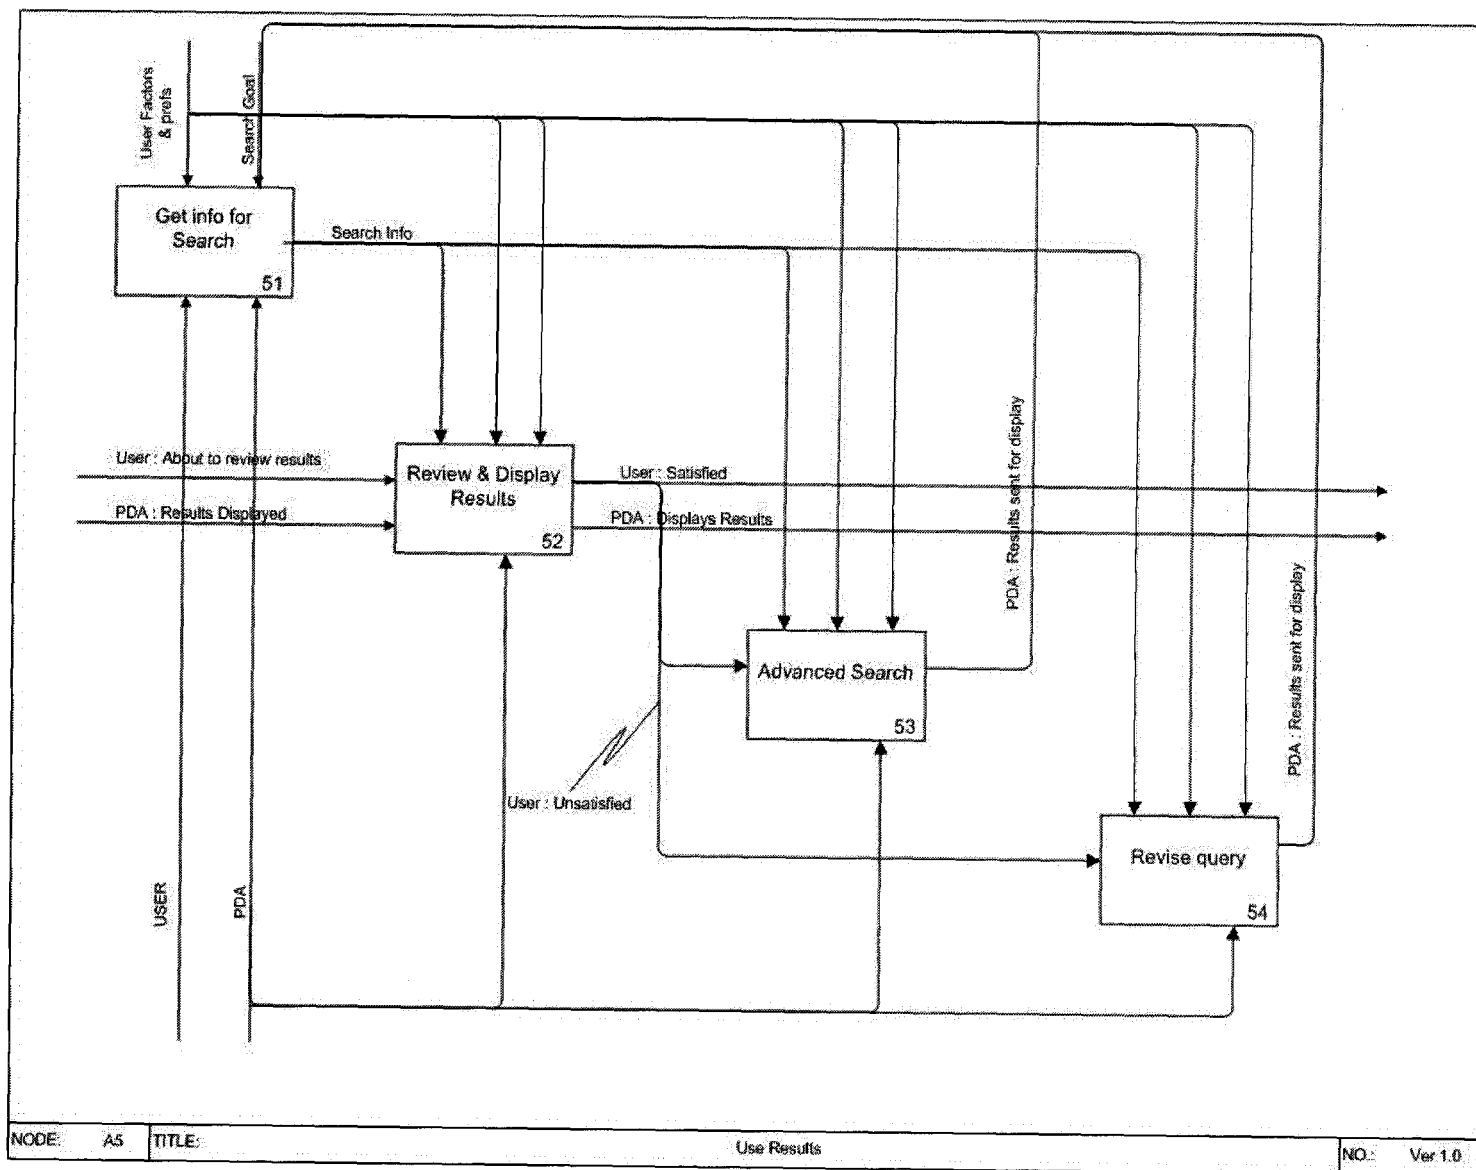 User Factors
& prefs
Search Goal
Get info for
Search
51
Search Info
User : About to review results
PDA : Results Displayed
Review & Display
Results
52
User : Satisfied
PDA : Displays Results
PDA : Results sent for display
Advanced Search
53
User : Unsatisfied
PDA : Results sent for display
Revise query
54
USER
PDA
NODE: A5 TITLE: Use Results NO.: Ver 1.0